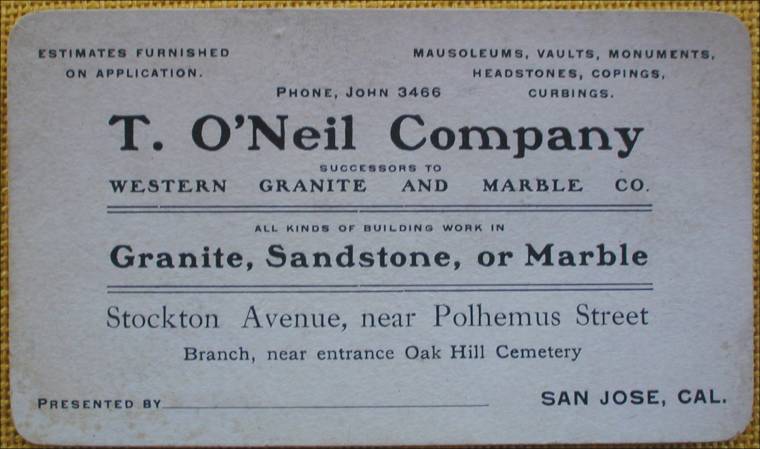 ESTIMATES FURNISHED
ON APPLICATION.
MAUSOLEUMS, VAULTS, MONUMENTS,
HEADSTONES, COPINGS,
CURBINGS.
PHONE, JOHN 3466
T. O'Neil Company
SUCCESSORS TO
WESTERN GRANITE AND MARBLE CO.
ALL KINDS OF BUILDING WORK IN
Granite, Sandstone, or Marble
Stockton Avenue, near Polhemus Street
Branch, near entrance Oak Hill Cemetery
PRESENTED BY
SAN JOSE, CAL.